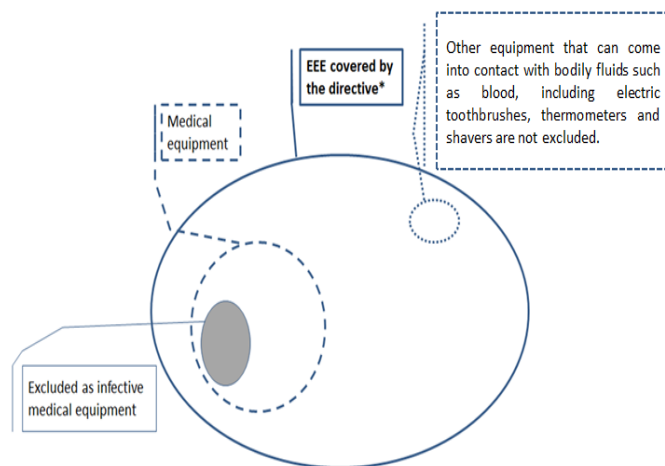 EEE covered by
the directive*
Other equipment that can come
into contact with bodily fluids such
as blood, including electric
toothbrushes, thermometers and
shavers are not excluded.
Medical
equipment
Excluded as infective
medical equipment